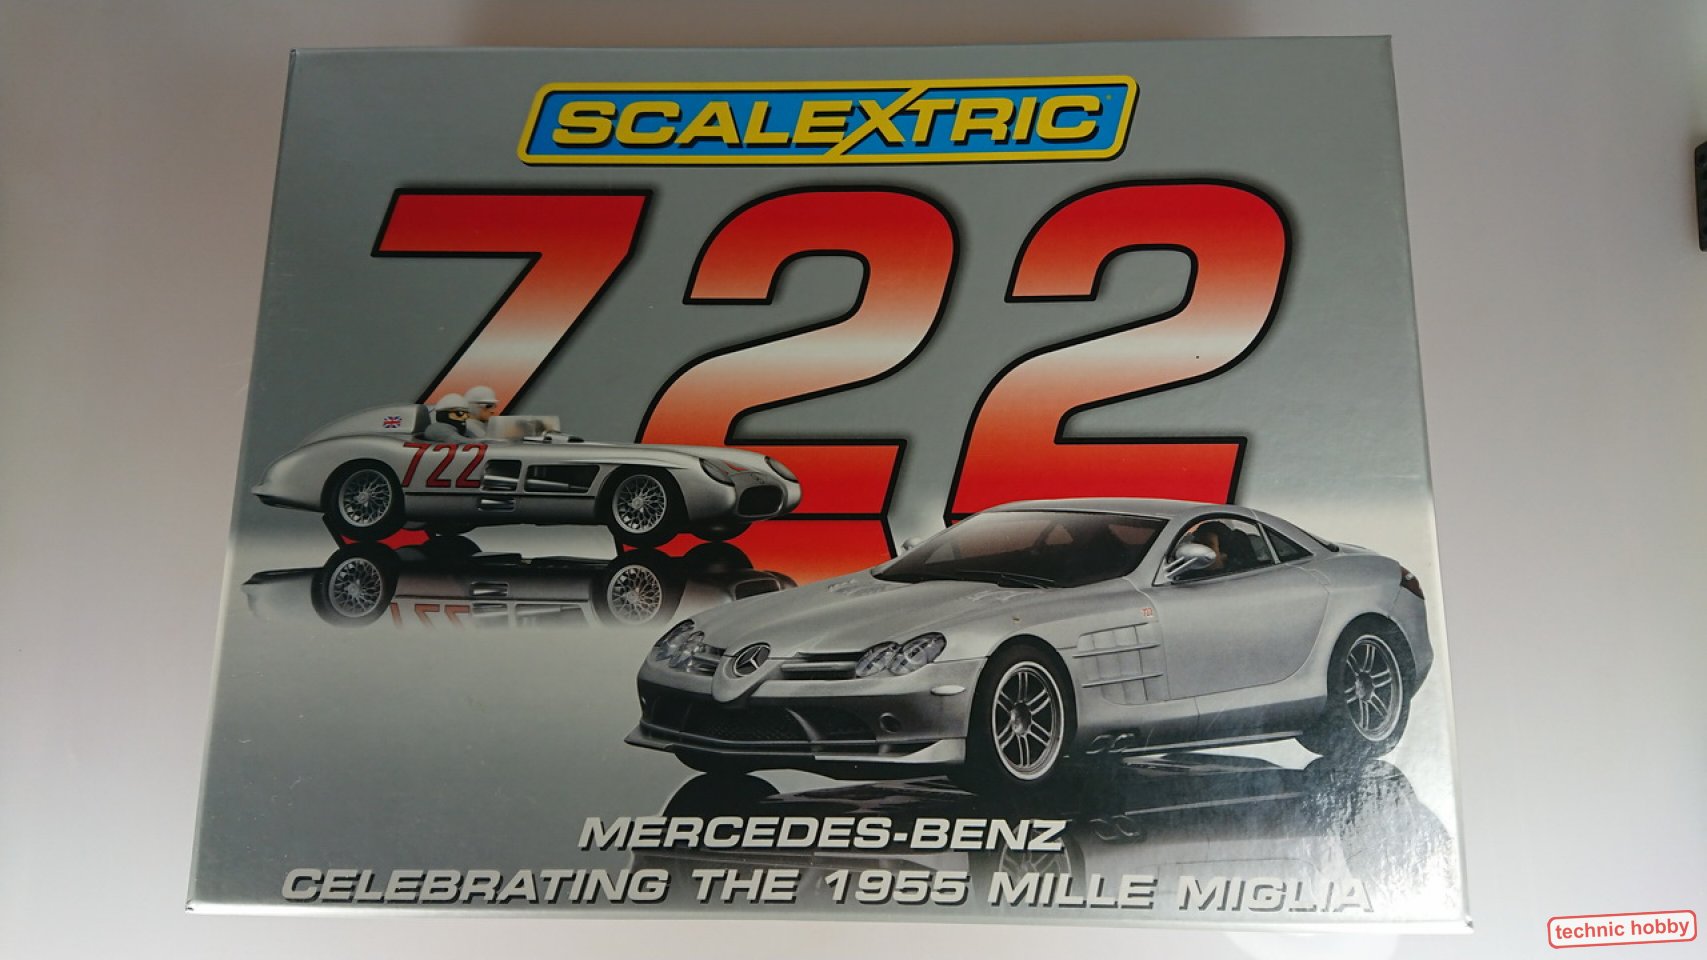 SCALEXTRIC
722
722
MERCEDES-BENZ
CELEBRATING THE 1955 MILLE MIGLIA
technic hobby